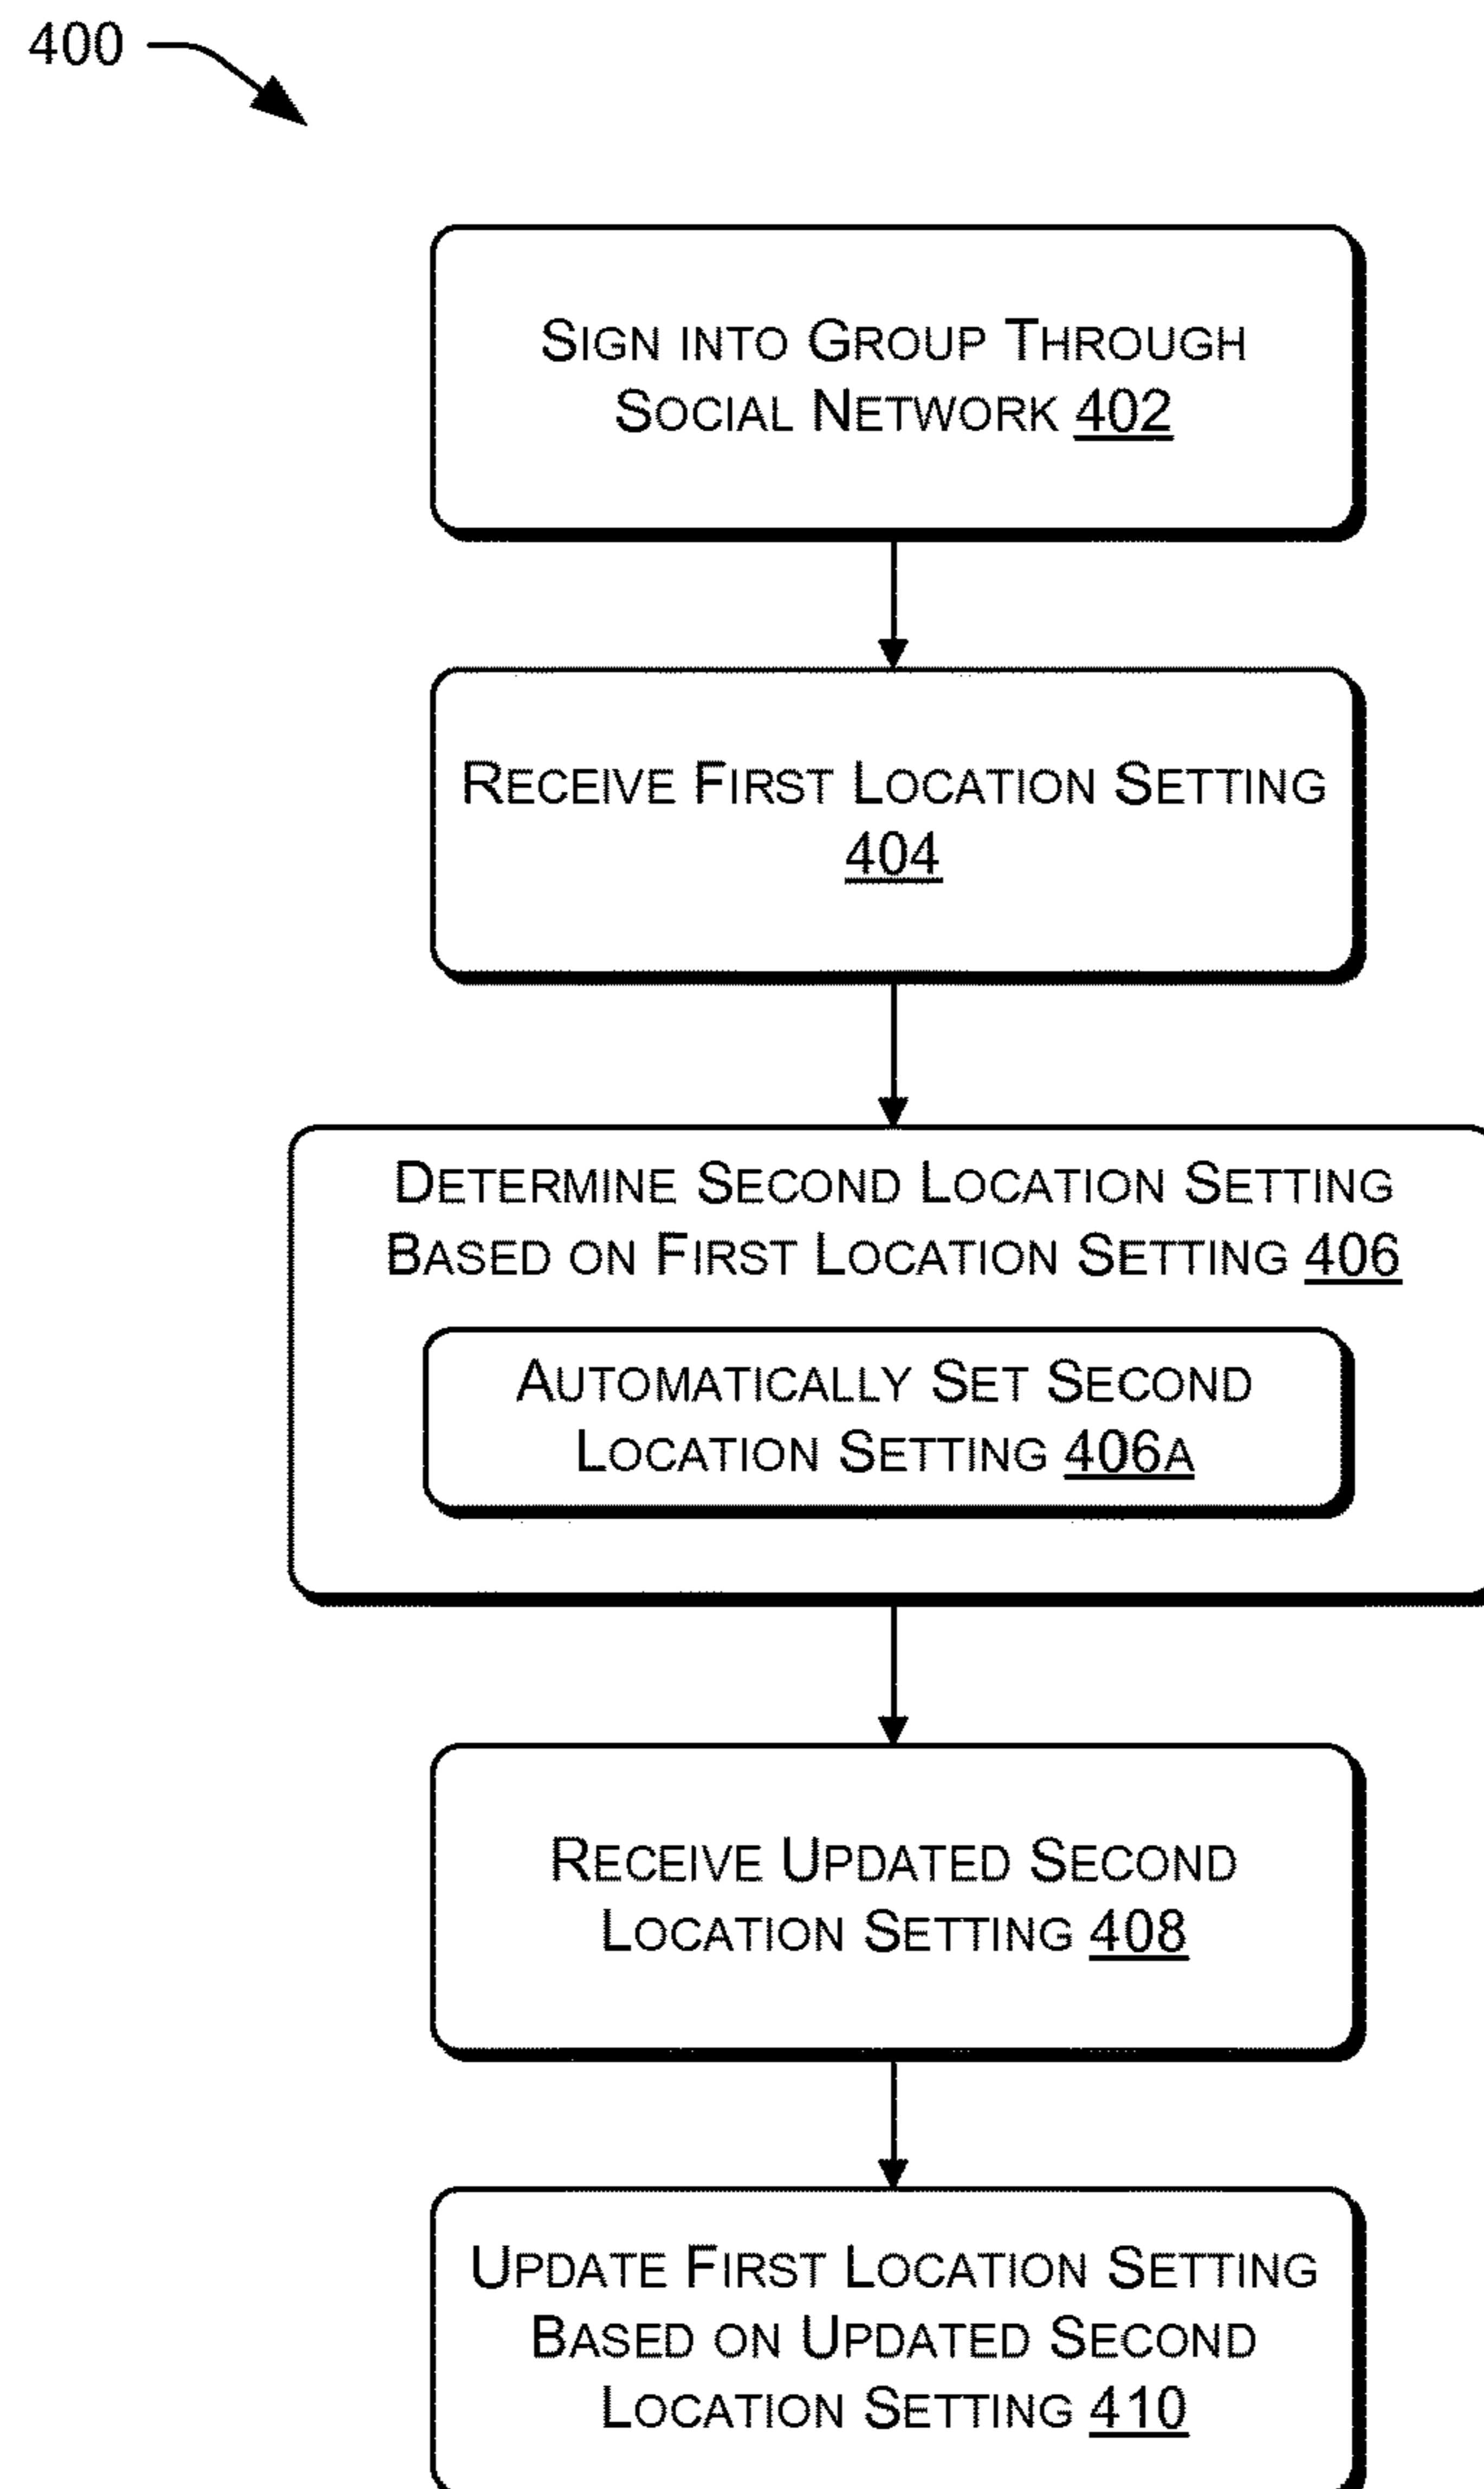 400
SIGN INTO GROUP THROUGH
SOCIAL NETWORK 402
RECEIVE FIRST LOCATION SETTING
404
DETERMINE SECOND LOCATION SETTING
BASED ON FIRST LOCATION SETTING 406
AUTOMATICALLY SET SECOND
LOCATION SETTING 406A
RECEIVE UPDATED SECOND
LOCATION SETTING 408
UPDATE FIRST LOCATION SETTING
BASED ON UPDATED SECOND
LOCATION SETTING 410